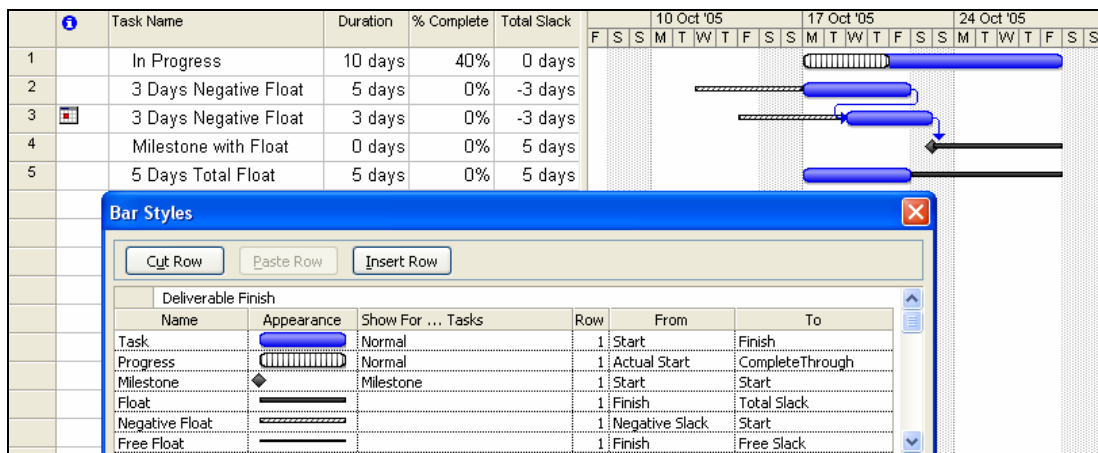 Task Name Duration % Complete Total Slack 10 Oct '05 17 Oct '05 24 Oct '05
F S S M T W T F S S M T W T F S S M T W T F S S
1 In Progress 10 days 40% 0 days
2 3 Days Negative Float 5 days 0% -3 days
3 3 Days Negative Float 3 days 0% -3 days
4 Milestone with Float 0 days 0% 5 days
5 5 Days Total Float 5 days 0% 5 days
Bar Styles
Cut Row Paste Row Insert Row
Deliverable Finish
Name Appearance Show For ... Tasks Row From To
Task Normal 1 Start Finish
Progress Normal 1 Actual Start CompleteThrough
Milestone Milestone 1 Start Start
Float 1 Finish Total Slack
Negative Float 1 Negative Slack Start
Free Float 1 Finish Free Slack